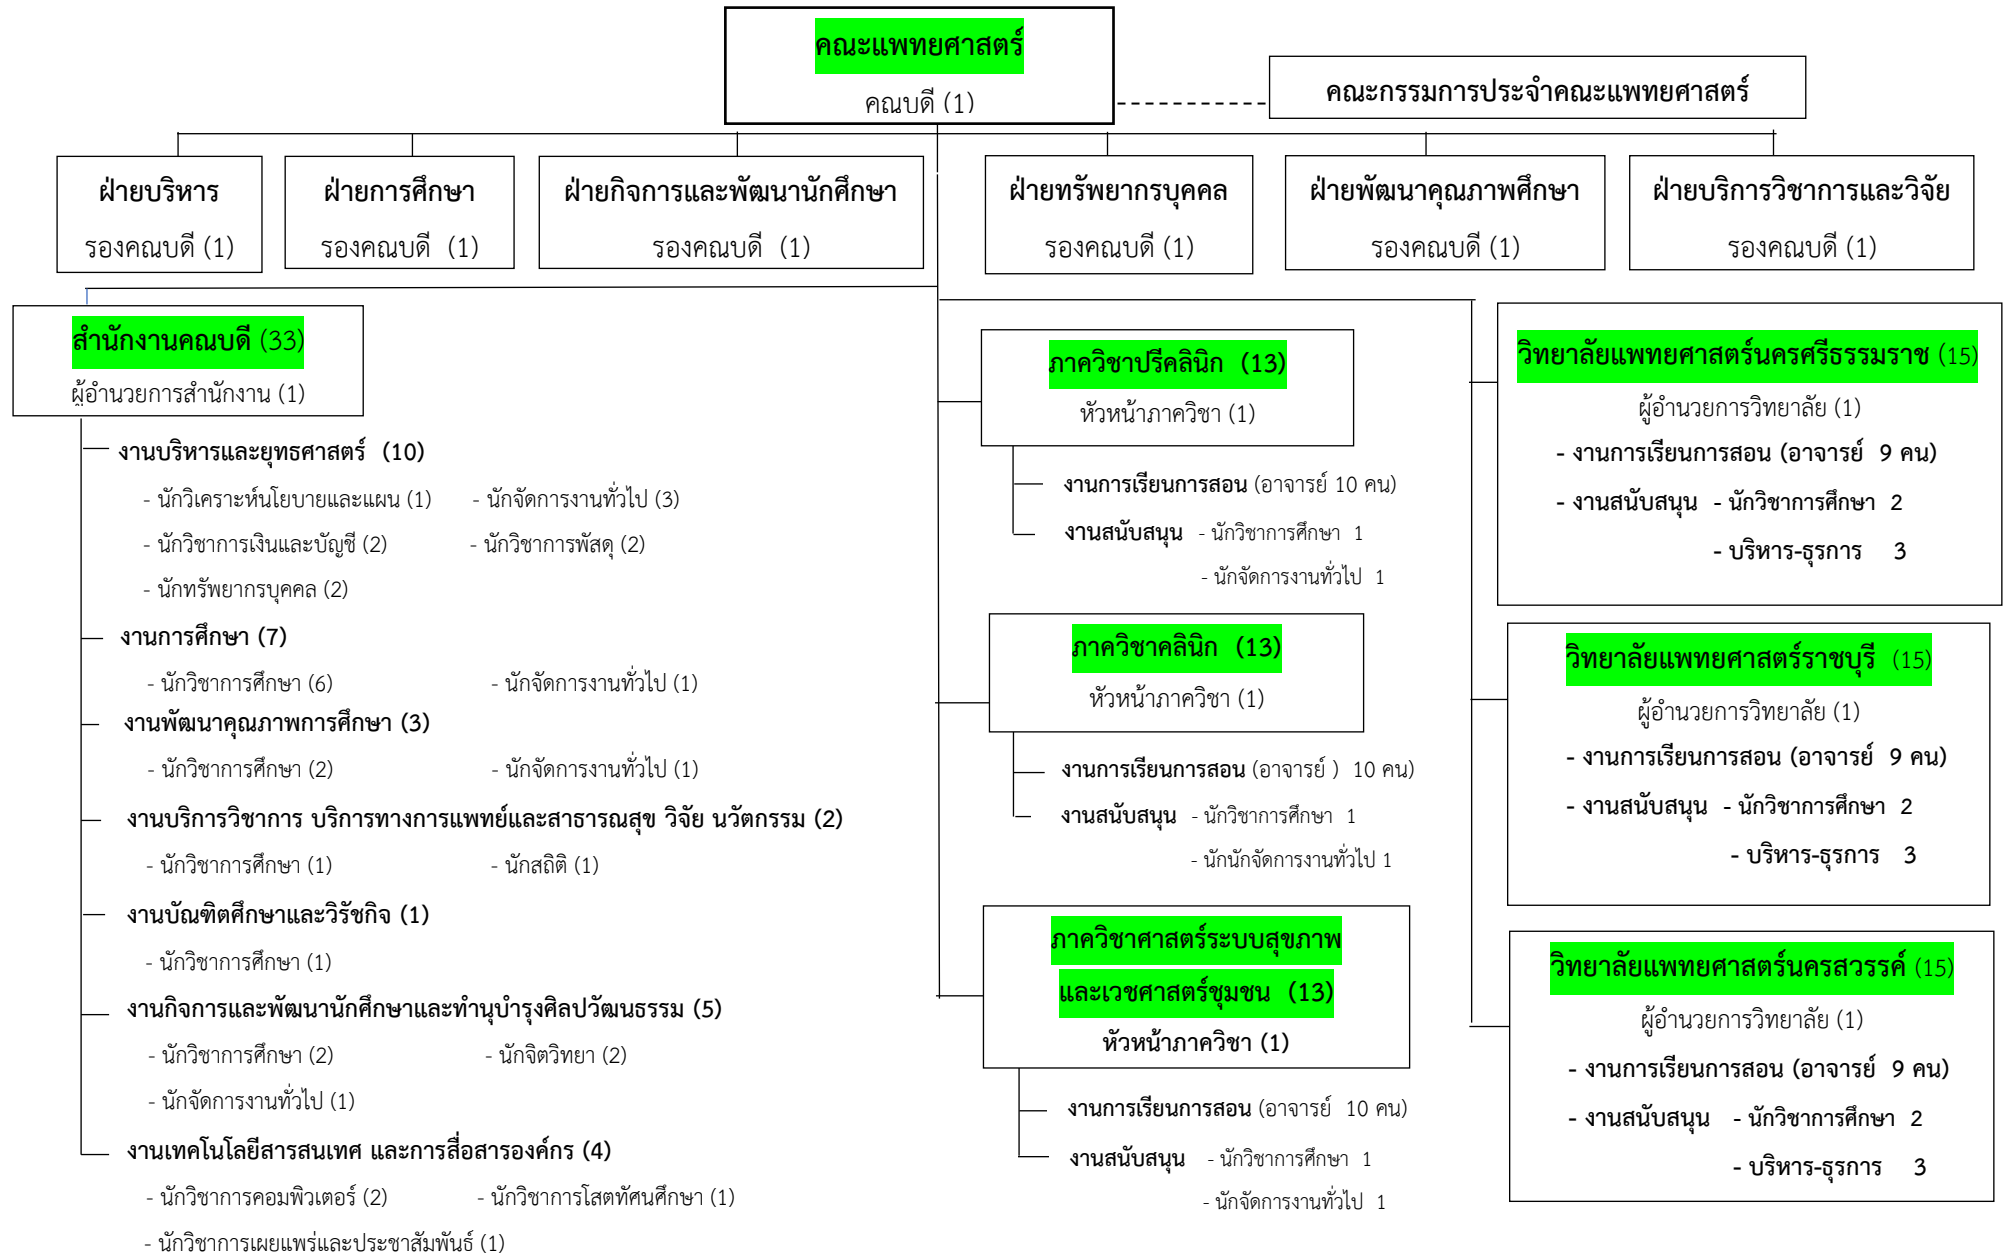 คณะแพทยศาสตร์
คณบดี (1)
คณะกรรมการประจำคณะแพทยศาสตร์
ฝ่ายบริหาร
รองคณบดี (1)
ฝ่ายการศึกษา
รองคณบดี (1)
ฝ่ายกิจการและพัฒนานักศึกษา
รองคณบดี (1)
ฝ่ายทรัพยากรบุคคล
รองคณบดี (1)
ฝ่ายพัฒนาคุณภาพศึกษา
รองคณบดี (1)
ฝ่ายบริการวิชาการและวิจัย
รองคณบดี (1)
สำนักงานคณบดี (33)
ผู้อำนวยการสำนักงาน (1)
งานบริหารและยุทธศาสตร์ (10)
- นักวิเคราะห์นโยบายและแผน (1) - นักจัดการงานทั่วไป (3)
- นักวิชาการเงินและบัญชี (2) - นักวิชาการพัสดุ (2)
- นักทรัพยากรบุคคล (2)
งานการศึกษา (7)
- นักวิชาการศึกษา (6) - นักจัดการงานทั่วไป (1)
งานพัฒนาคุณภาพการศึกษา (3)
- นักวิชาการศึกษา (2) - นักจัดการงานทั่วไป (1)
งานบริการวิชาการ บริการทางการแพทย์และสาธารณสุข วิจัย นวัตกรรม (2)
- นักวิชาการศึกษา (1) - นักสถิติ (1)
งานบัณฑิตศึกษาและวิรัชกิจ (1)
- นักวิชาการศึกษา (1)
งานกิจการและพัฒนานักศึกษาและทำนุบำรุงศิลปวัฒนธรรม (5)
- นักวิชาการศึกษา (2) - นักจิตวิทยา (2)
- นักจัดการงานทั่วไป (1)
งานเทคโนโลยีสารสนเทศ และการสื่อสารองค์กร (4)
- นักวิชาการคอมพิวเตอร์ (2) - นักวิชาการโสตทัศนศึกษา (1)
- นักวิชาการเผยแพร่และประชาสัมพันธ์ (1)
ภาควิชาปรีคลินิก (13)
หัวหน้าภาควิชา (1)
งานการเรียนการสอน (อาจารย์ 10 คน)
งานสนับสนุน - นักวิชาการศึกษา 1
- นักจัดการงานทั่วไป 1
ภาควิชาคลินิก (13)
หัวหน้าภาควิชา (1)
งานการเรียนการสอน (อาจารย์ ) 10 คน)
งานสนับสนุน - นักวิชาการศึกษา 1
- นักนักจัดการงานทั่วไป 1
ภาควิชาศาสตร์ระบบสุขภาพ
และเวชศาสตร์ชุมชน (13)
หัวหน้าภาควิชา (1)
งานการเรียนการสอน (อาจารย์ 10 คน)
งานสนับสนุน - นักวิชาการศึกษา 1
- นักจัดการงานทั่วไป 1
วิทยาลัยแพทยศาสตร์นครศรีธรรมราช (15)
ผู้อำนวยการวิทยาลัย (1)
- งานการเรียนการสอน (อาจารย์ 9 คน)
- งานสนับสนุน - นักวิชาการศึกษา 2
- บริหาร-ธุรการ 3
วิทยาลัยแพทยศาสตร์ราชบุรี (15)
ผู้อำนวยการวิทยาลัย (1)
- งานการเรียนการสอน (อาจารย์ 9 คน)
- งานสนับสนุน - นักวิชาการศึกษา 2
- บริหาร-ธุรการ 3
วิทยาลัยแพทยศาสตร์นครสวรรค์ (15)
ผู้อำนวยการวิทยาลัย (1)
- งานการเรียนการสอน (อาจารย์ 9 คน)
- งานสนับสนุน - นักวิชาการศึกษา 2
- บริหาร-ธุรการ 3